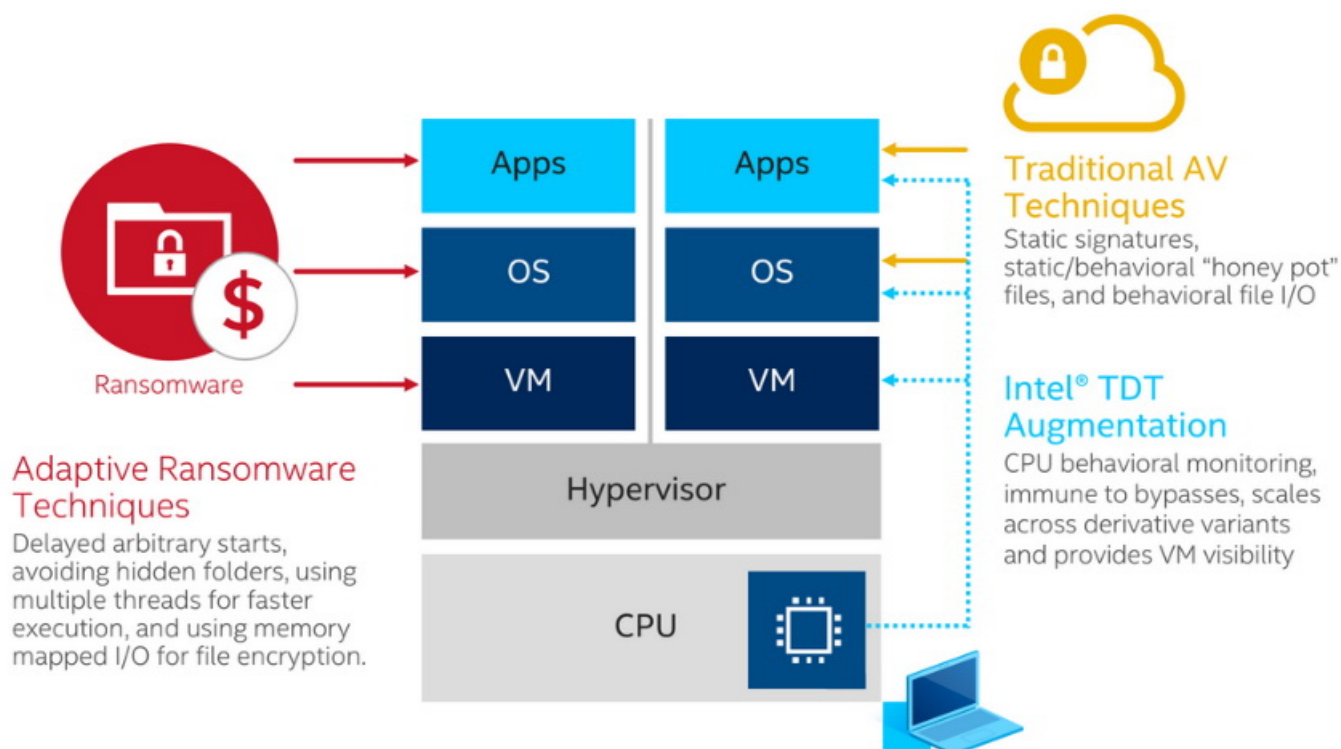 Ransomware
$
Adaptive Ransomware
Techniques
Delayed arbitrary starts,
avoiding hidden folders, using
multiple threads for faster
execution, and using memory
mapped I/O for file encryption.
Apps
Apps
OS
OS
VM
VM
Hypervisor
CPU
Traditional AV
Techniques
Static signatures,
static/behavioral “honey pot”
files, and behavioral file I/O
Intel® TDT
Augmentation
CPU behavioral monitoring,
immune to bypasses, scales
across derivative variants
and provides VM visibility